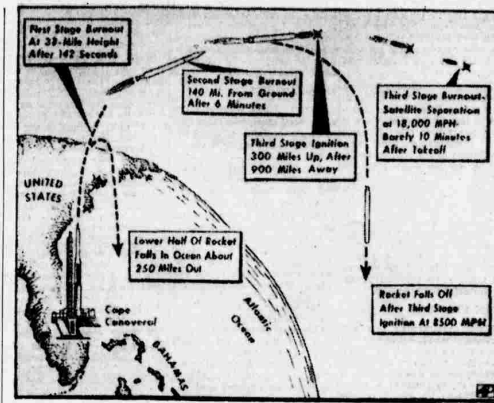 First Stage Burnout
At 38-Mile Height
After 142 Seconds
Second Stage Burnout
140 Mi. From Ground
After 6 Minutes
Third Stage Ignition
300 Miles Up, After
900 Miles Away
Third Stage Burnout-
Satellite Separation
at 18,000 MPH-
Barely 10 Minutes
After Takeoff
UNITED
STATES
Lower Half Of Rocket
Falls In Ocean About
250 Miles Out
Cape
Canaveral
BAHAMAS
Atlantic
Ocean
Rocket Falls Off
After Third Stage
Ignition At 8500 MPH
AP